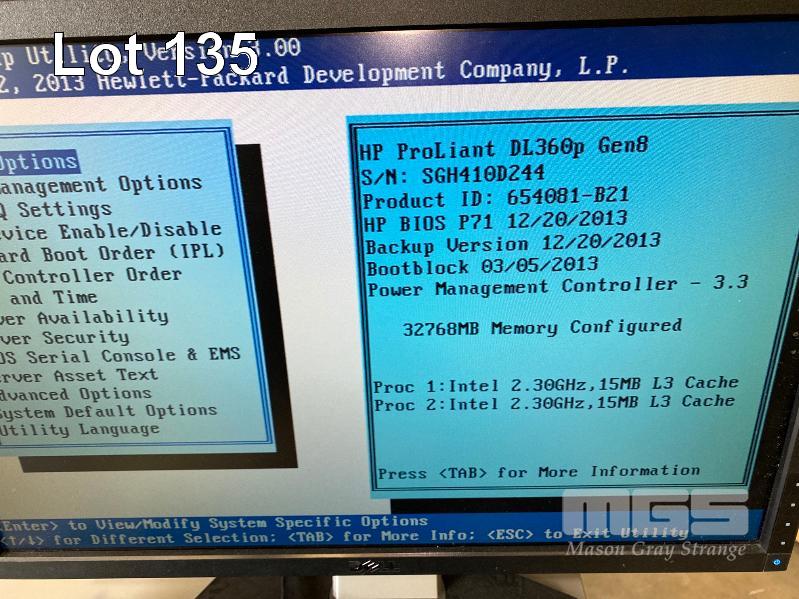 Lot 135
Version 3.00
2, 2013 Hewlett-Packard Development Company, L.P.
Options
anagement Options
Q Settings
vice Enable/Disable
ard Boot Order (IPL)
Controller Order
and Time
ver Availability
ver Security
OS Serial Console & EMS
erver Asset Text
dvanced Options
System Default Options
Utility Language
HP ProLiant DL360p Gen8
S/N: SGH410D244
Product ID: 654081-B21
HP BIOS P71 12/20/2013
Backup Version 12/20/2013
Bootblock 03/05/2013
Power Management Controller - 3.3
32768MB Memory Configured
Proc 1:Intel 2.30GHz,15MB L3 Cache
Proc 2:Intel 2.30GHz,15MB L3 Cache
Press <TAB> for More Information
<Enter> to View/Modify System Specific Options
<↑/↓> for Different Selection; <TAB> for More Info; <ESC> to Exit Utility
MGS
Mason Gray Strange
DELL